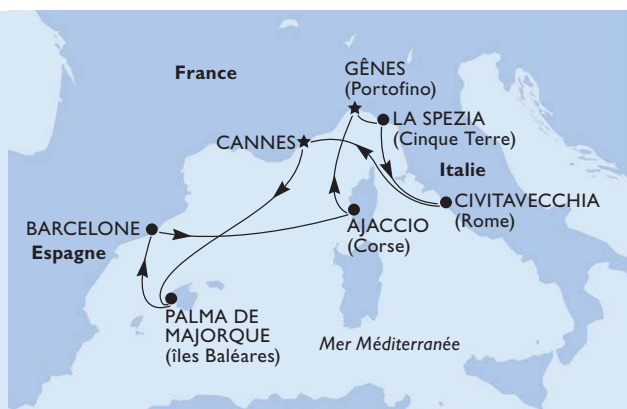 France
GÊNES
(Portofino)
LA SPEZIA
(Cinque Terre)
CANNES
Italie
CIVITAVECCHIA
(Rome)
AJACCIO
(Corse)
BARCELONE
Espagne
PALMA DE
MAJORQUE
(îles Baléares)
Mer Méditerranée